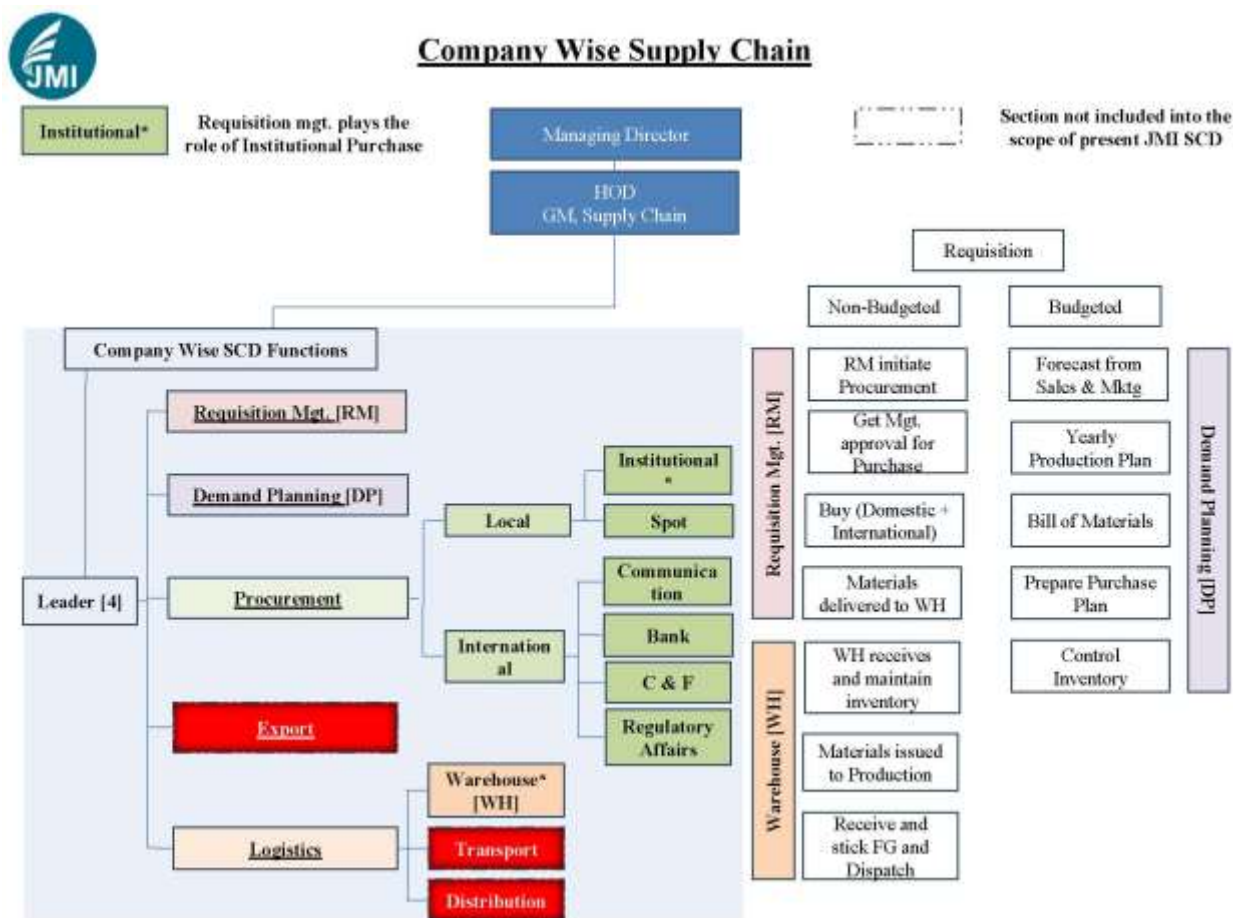 JMI
Company Wise Supply Chain
Institutional*
Requisition mgt. plays the
role of Institutional Purchase
Managing Director
HOD
GM, Supply Chain
Section not included into the
scope of present JMI SCD
Requisition
Non-Budgeted
Budgeted
Company Wise SCD Functions
Leader [4]
Requisition Mgt. [RM]
Demand Planning [DP]
Procurement
Export
Logistics
Local
International
al
Institutional
*
Spot
Communica
tion
Bank
C & F
Regulatory
Affairs
Warehouse*
[WH]
Transport
Distribution
Requisition Mgt. [RM]
Warehouse [WH]
RM initiate
Procurement
Get Mgt.
approval for
Purchase
Buy (Domestic +
International)
Materials
delivered to WH
WH receives
and maintain
inventory
Materials issued
to Production
Receive and
stick FG and
Dispatch
Forecast from
Sales & Mktg
Yearly
Production Plan
Bill of Materials
Prepare Purchase
Plan
Control
Inventory
Demand Planning [DP]